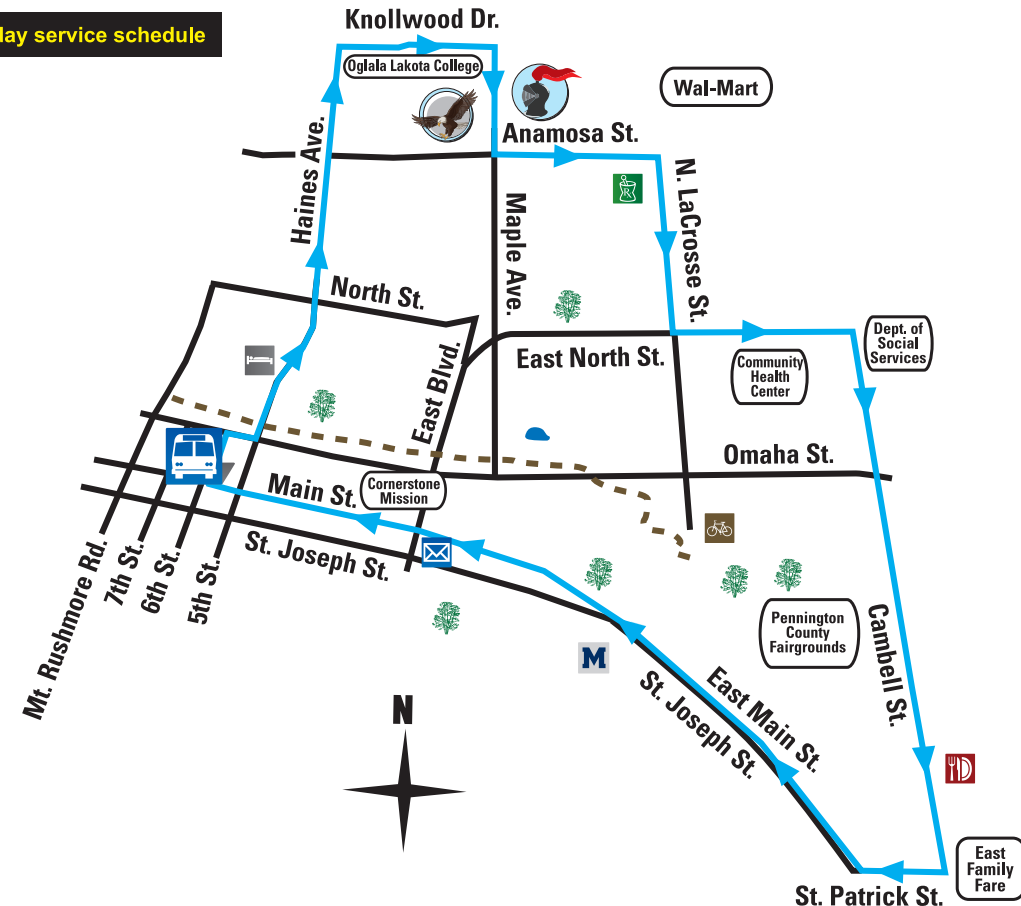 day service schedule
Knollwood Dr.
Oglala Lakota College
Wal-Mart
Anamosa St.
Haines Ave.
Maple Ave.
N. LaCrosse St.
North St.
East North St.
Dept. of
Social
Services
Community
Health
Center
East Blvd.
Omaha St.
Main St.
Cornerstone
Mission
St. Joseph St.
Mt. Rushmore Rd.
7th St.
6th St.
5th St.
Pennington
County
Fairgrounds
Cambell St.
M
East Main St.
St. Joseph St.
N
East
Family
Fare
St. Patrick St.